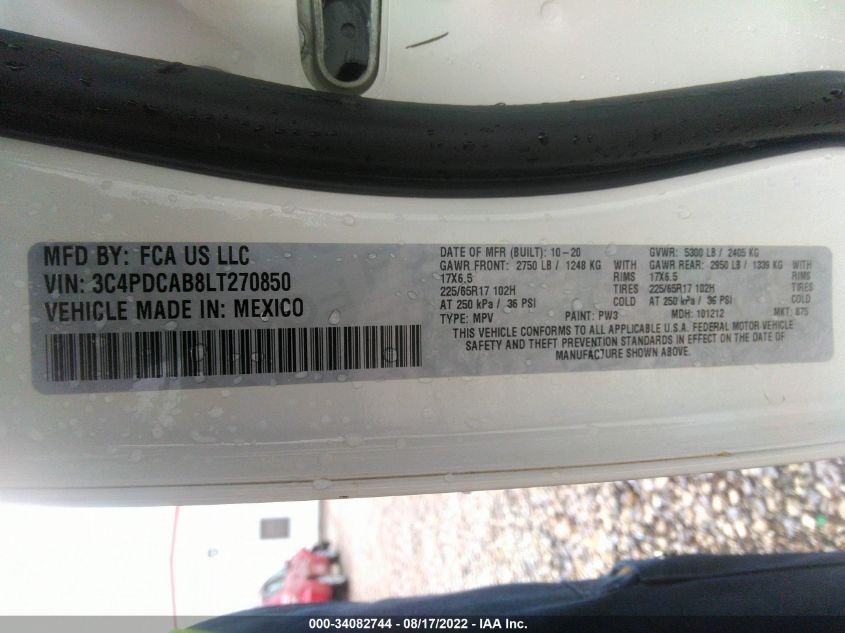 MFD BY: FCA US LLC
VIN: 3C4PDCAB8LT270850
VEHICLE MADE IN: MEXICO
DATE OF MFR (BUILT): 10-20 GVWR: 5300 LB / 2405 KG
GAWR FRONT: 2750 LB / 1248 KG WITH GAWR REAR: 2950 LB / 1339 KG WITH
17X6.5 RIMS 17X6.5 RIMS
225/65R17 102H TIRES 225/65R17 102H TIRES
AT 250 kPa / 36 PSI COLD AT 250 kPa / 36 PSI COLD
TYPE: MPV PAINT: PW3 MDH: 101212 MKT: 875
THIS VEHICLE CONFORMS TO ALL APPLICABLE U.S.A. FEDERAL MOTOR VEHICLE
SAFETY AND THEFT PREVENTION STANDARDS IN EFFECT ON THE DATE OF
MANUFACTURE SHOWN ABOVE.
000-34082744 - 08/17/2022 - IAA Inc.